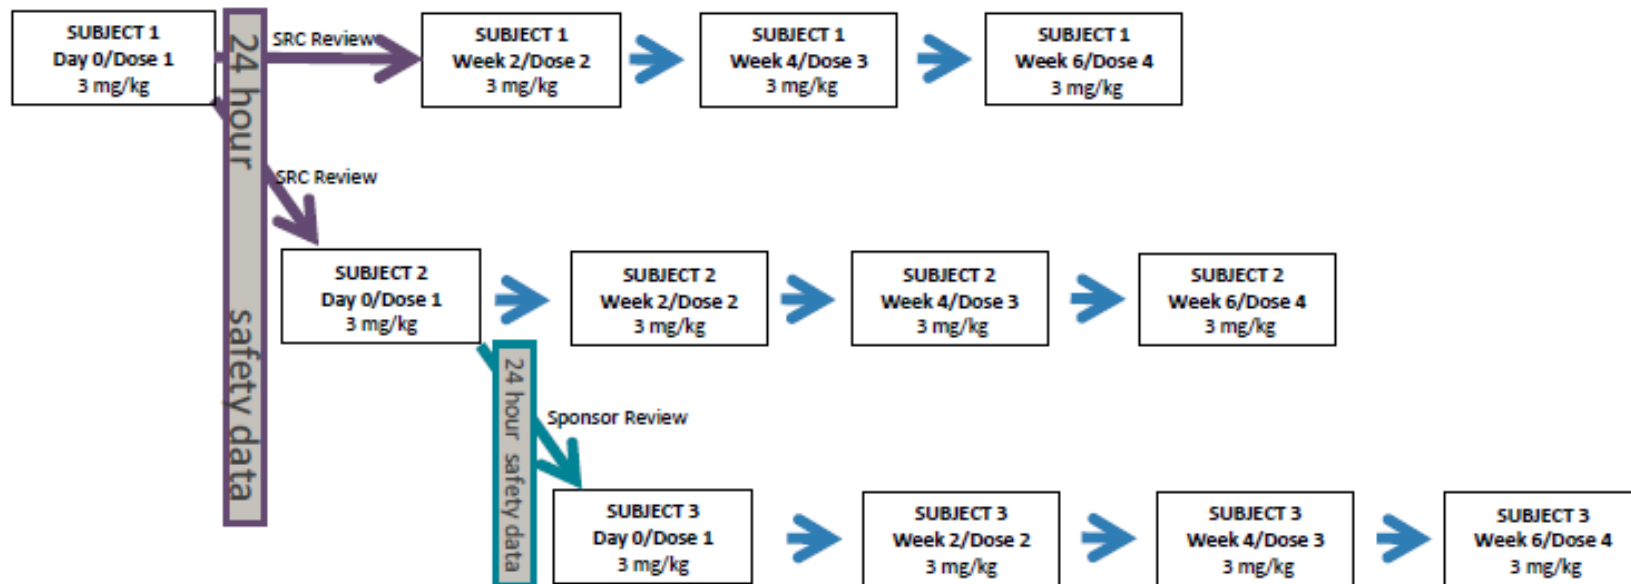 SUBJECT 1
Day 0/Dose 1
3 mg/kg
24 hour safety data
SRC Review
SUBJECT 1
Week 2/Dose 2
3 mg/kg
SUBJECT 1
Week 4/Dose 3
3 mg/kg
SUBJECT 1
Week 6/Dose 4
3 mg/kg
SRC Review
SUBJECT 2
Day 0/Dose 1
3 mg/kg
SUBJECT 2
Week 2/Dose 2
3 mg/kg
SUBJECT 2
Week 4/Dose 3
3 mg/kg
SUBJECT 2
Week 6/Dose 4
3 mg/kg
24 hour safety data
Sponsor Review
SUBJECT 3
Day 0/Dose 1
3 mg/kg
SUBJECT 3
Week 2/Dose 2
3 mg/kg
SUBJECT 3
Week 4/Dose 3
3 mg/kg
SUBJECT 3
Week 6/Dose 4
3 mg/kg